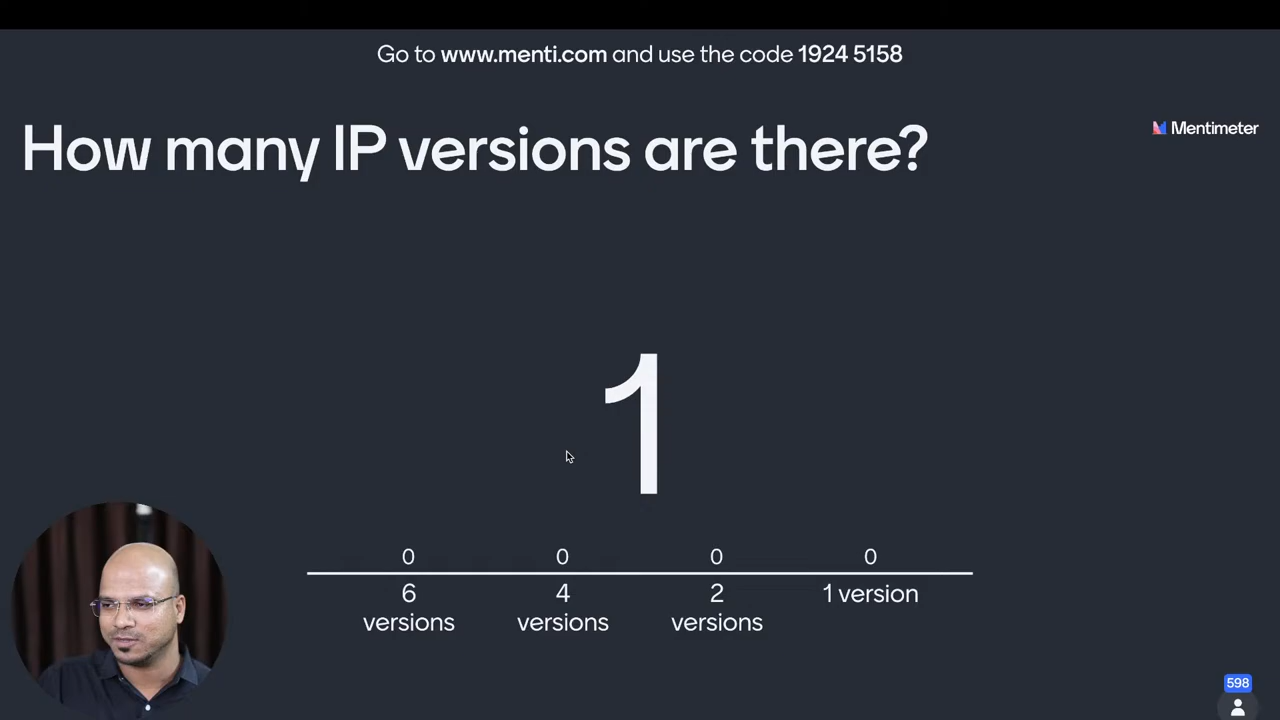 Go to www.menti.com and use the code 1924 5158
How many IP versions are there?
Mentimeter
1
0 0 0 0
6 4 2 1 version
versions versions versions
598